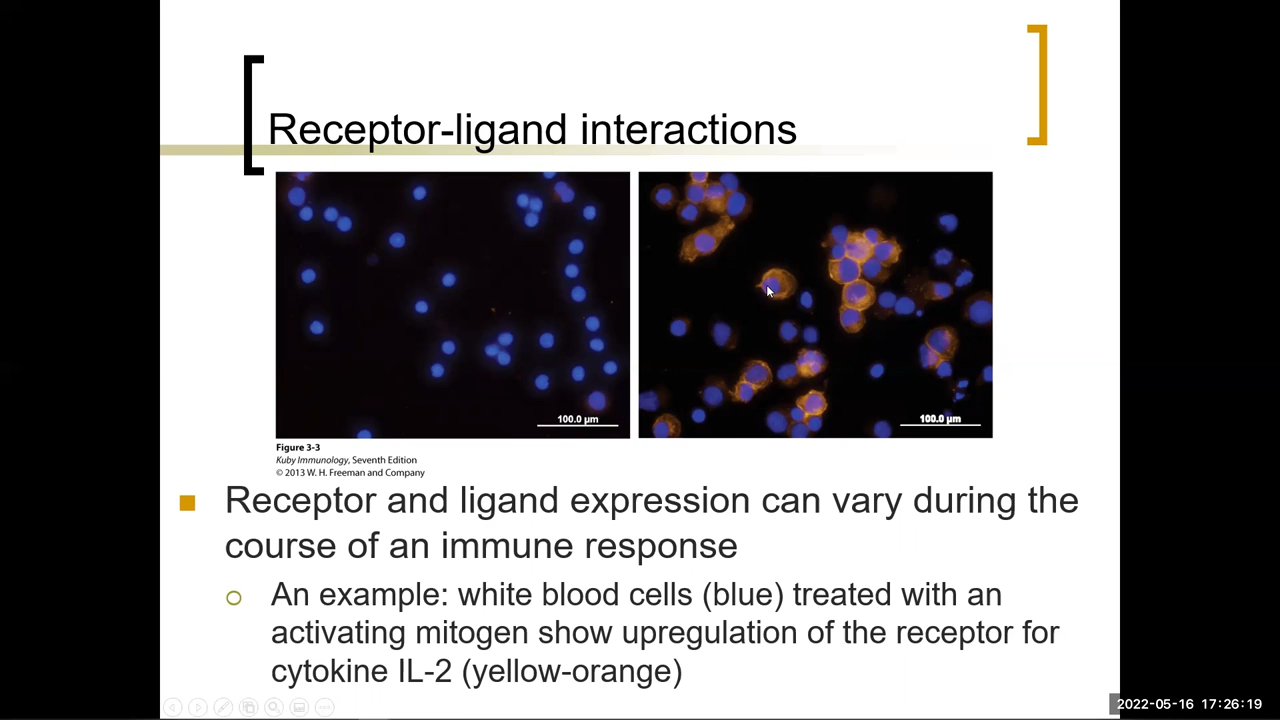 Receptor-ligand interactions
100.0 µm
100.0 µm
Figure 3-3
Kuby Immunology, Seventh Edition
© 2013 W. H. Freeman and Company
Receptor and ligand expression can vary during the
course of an immune response
An example: white blood cells (blue) treated with an
activating mitogen show upregulation of the receptor for
cytokine IL-2 (yellow-orange)
2022-05-16 17:26:19